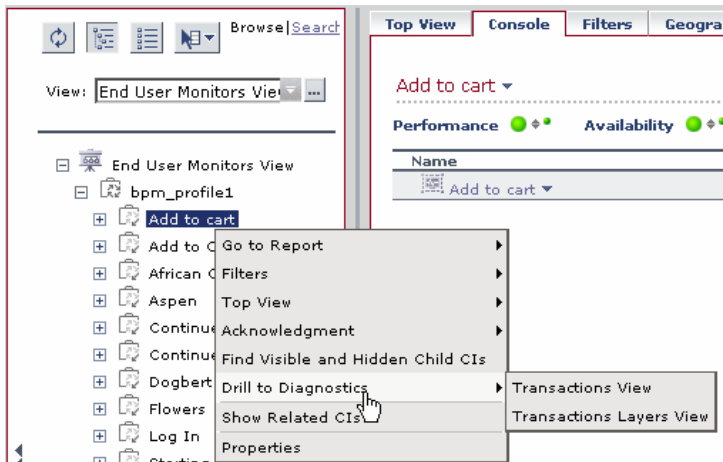 Browse|Search
View: End User Monitors Vie ...
End User Monitors View
bpm_profile1
Add to cart
Add to C
African C
Aspen
Continue
Continue
Dogbert
Flowers
Log In
Go to Report
Filters
Top View
Acknowledgment
Find Visible and Hidden Child CIs
Drill to Diagnostics
Show Related CIs
Properties
Transactions View
Transactions Layers View
Top View
Console
Filters
Geogra
Add to cart
Performance
Availability
Name
Add to cart